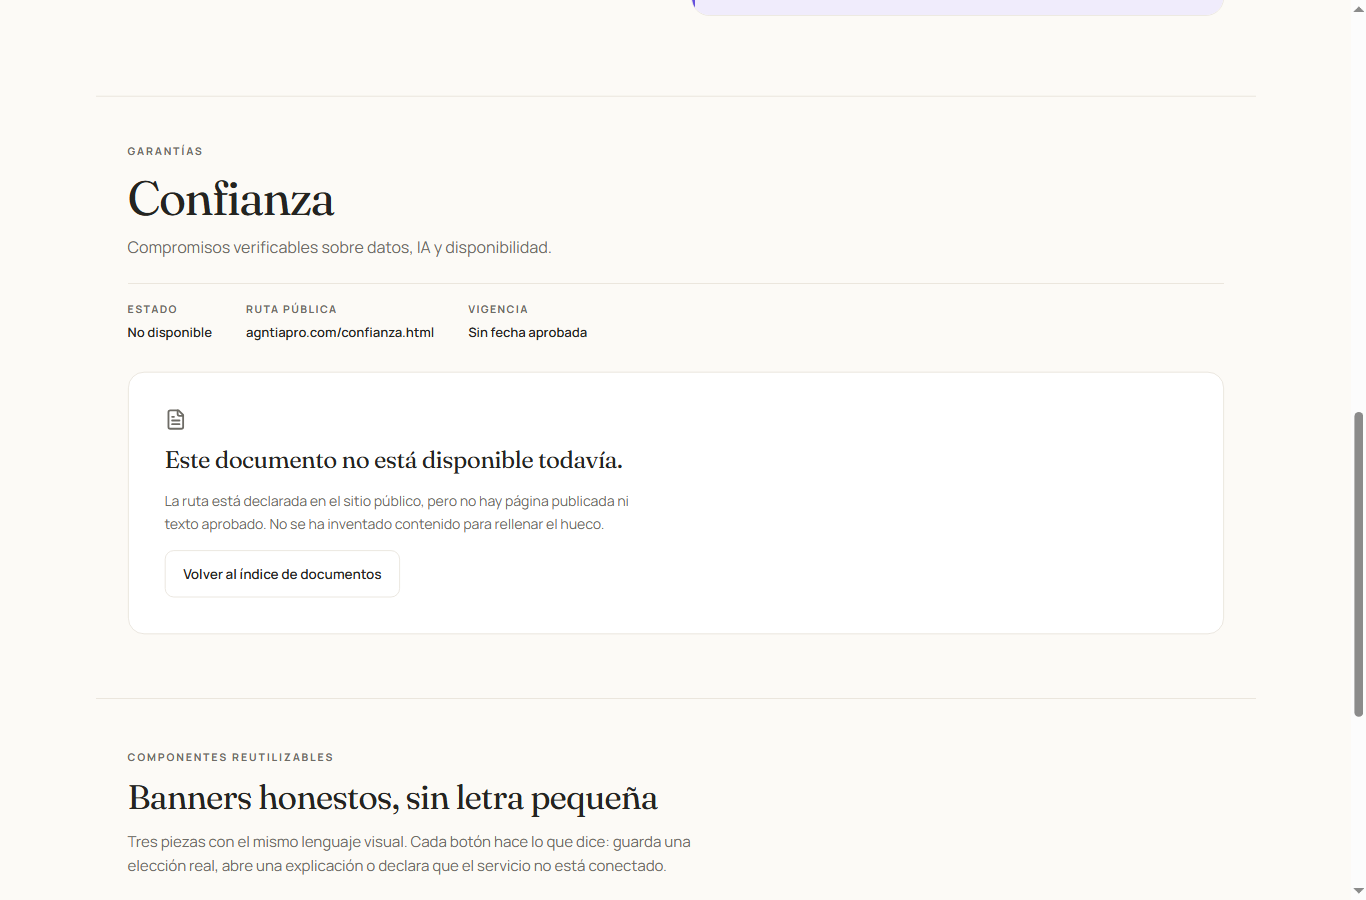 GARANTÍAS
Confianza
Compromisos verificables sobre datos, IA y disponibilidad.
ESTADO
No disponible
RUTA PÚBLICA
agntiapro.com/confianza.html
VIGENCIA
Sin fecha aprobada
Este documento no está disponible todavía.
La ruta está declarada en el sitio público, pero no hay página publicada ni
texto aprobado. No se ha inventado contenido para rellenar el hueco.
Volver al índice de documentos
COMPONENTES REUTILIZABLES
Banners honestos, sin letra pequeña
Tres piezas con el mismo lenguaje visual. Cada botón hace lo que dice: guarda una
elección real, abre una explicación o declara que el servicio no está conectado.